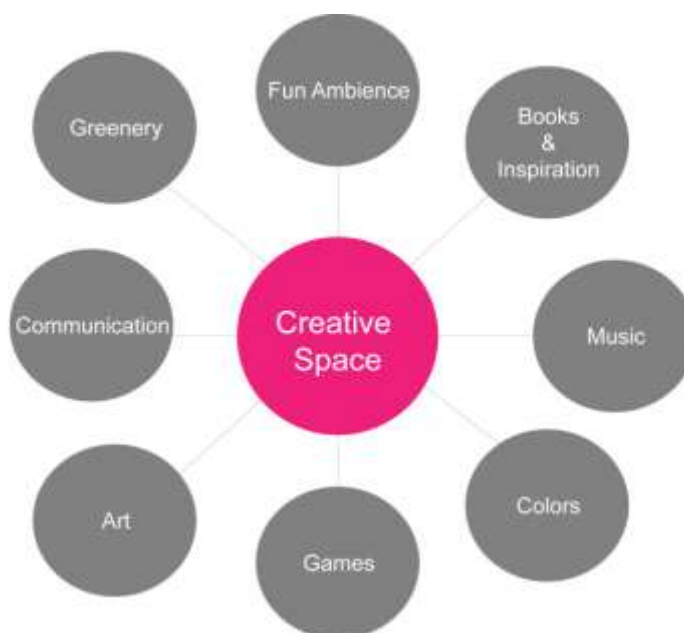 Fun Ambience
Greenery
Books
&
Inspiration
Communication
Creative
Space
Music
Art
Colors
Games